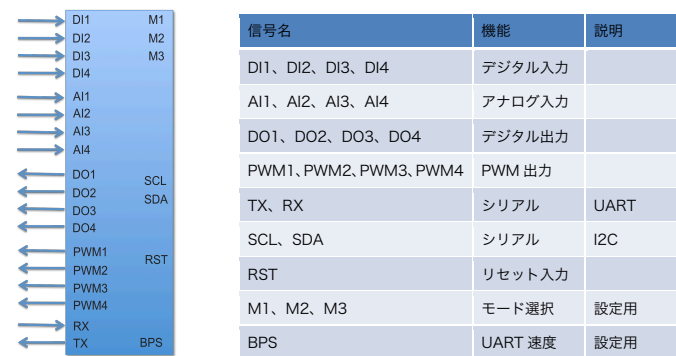 DI1 M1
DI2 M2
DI3 M3
DI4
AI1
AI2
AI3
AI4
DO1
SCL
DO2
SDA
DO3
DO4
PWM1
RST
PWM2
PWM3
PWM4
RX
TX BPS
信号名 機能 説明
DI1、DI2、DI3、DI4 デジタル入力
AI1、AI2、AI3、AI4 アナログ入力
DO1、DO2、DO3、DO4 デジタル出力
PWM1、PWM2、PWM3、PWM4 PWM 出力
TX、RX シリアル UART
SCL、SDA シリアル I2C
RST リセット入力
M1、M2、M3 モード選択 設定用
BPS UART 速度 設定用